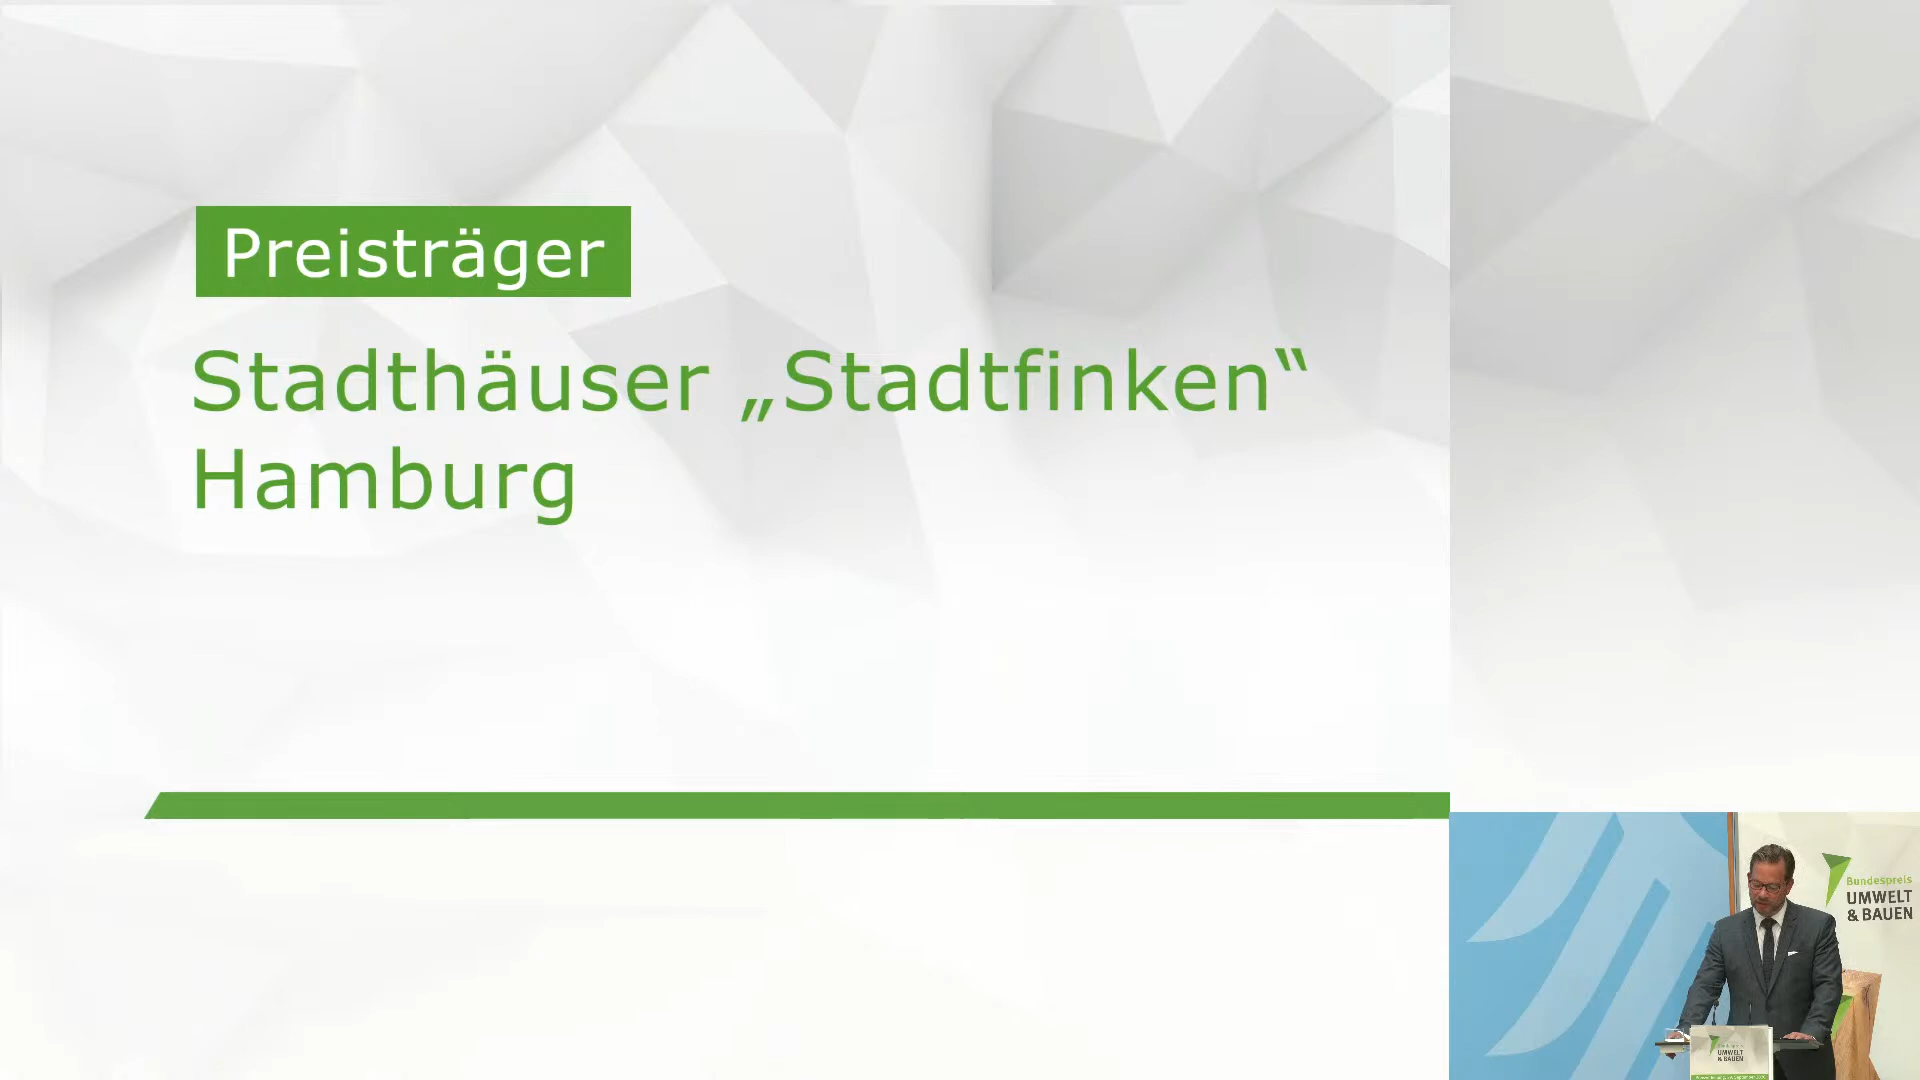 Preisträger
Stadthäuser „Stadtfinken“
Hamburg
Bundespreis
UMWELT
& BAUEN
UMWELT
& BAUEN